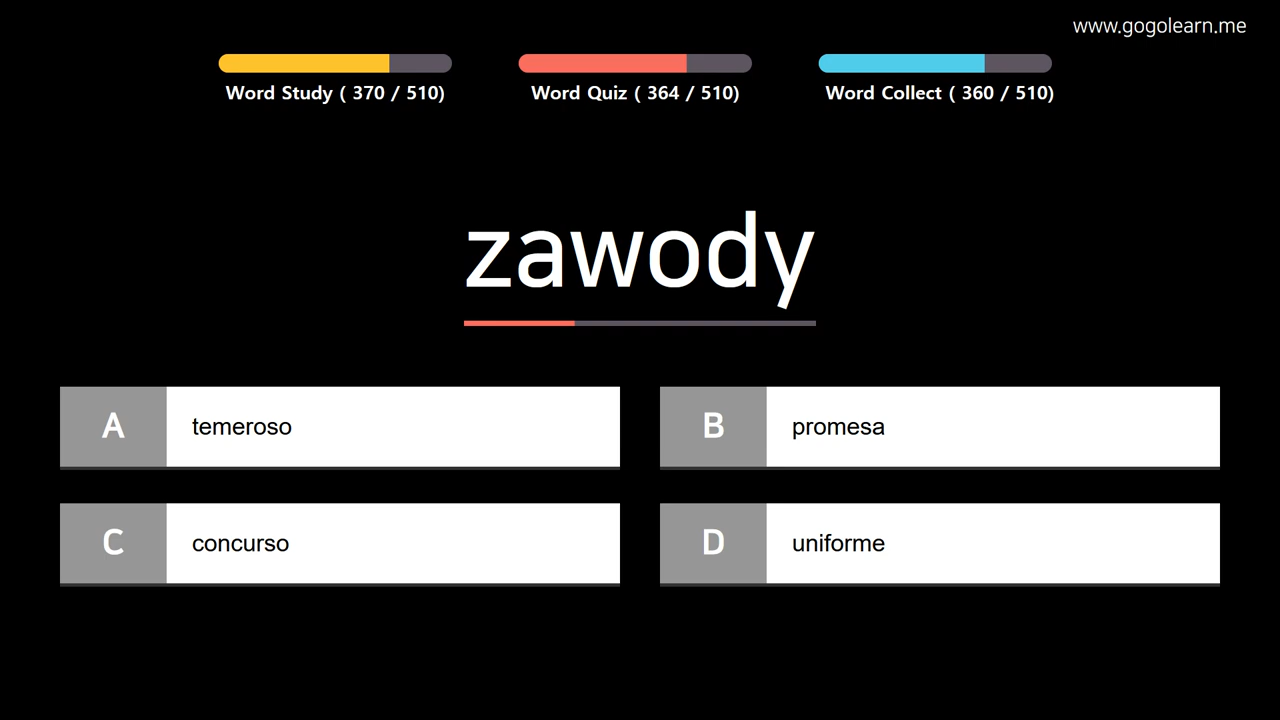 www.gogolearn.me
Word Study ( 370 / 510)
Word Quiz ( 364 / 510)
Word Collect ( 360 / 510)
zawody
A temeroso
B promesa
C concurso
D uniforme